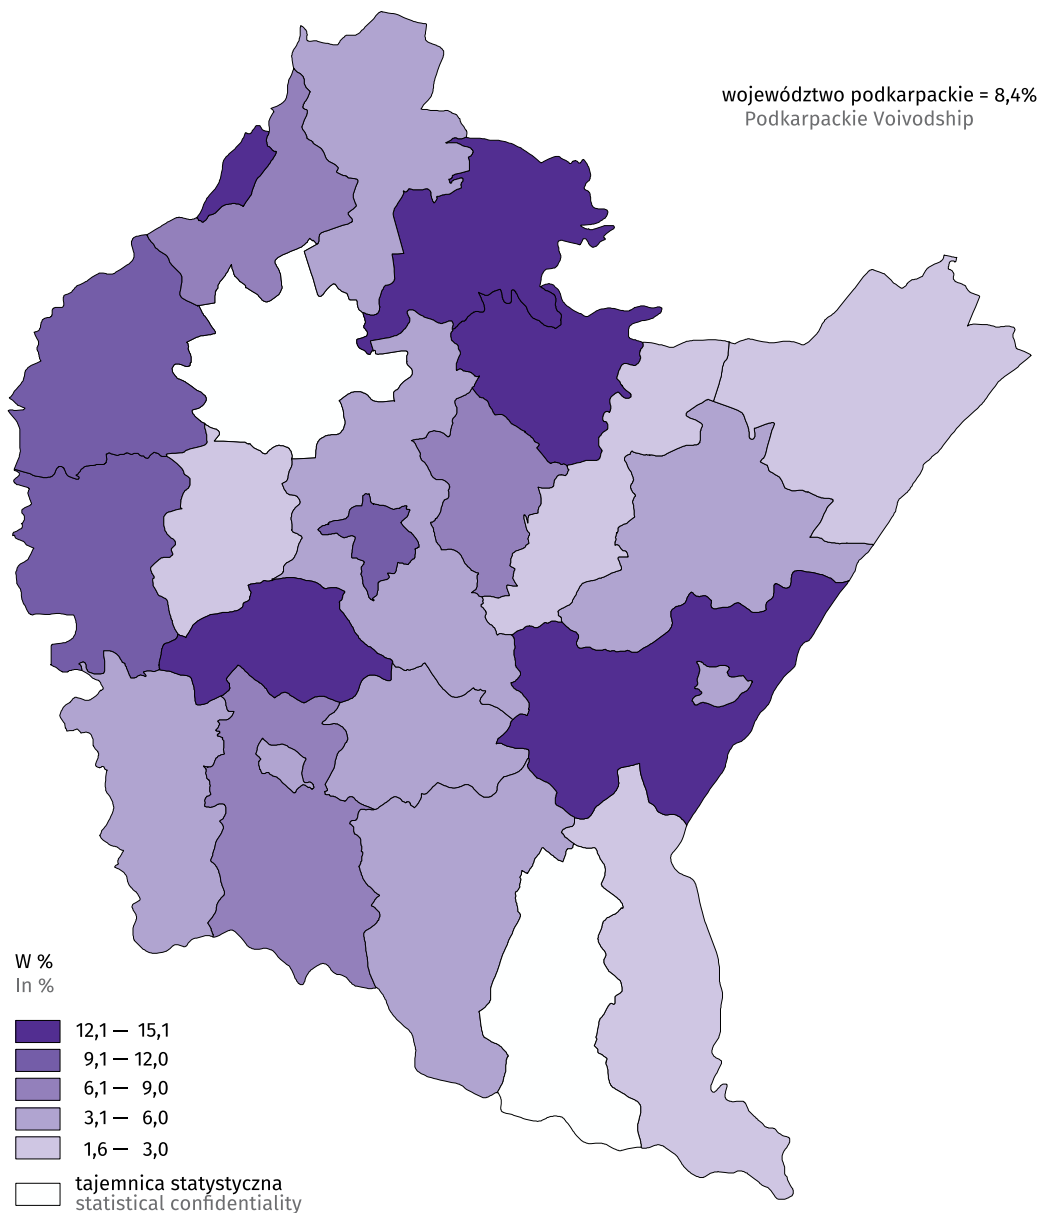 województwo podkarpackie = 8,4%
Podkarpackie Voivodship
W %
In %
12,1 — 15,1
9,1 — 12,0
6,1 — 9,0
3,1 — 6,0
1,6 — 3,0
tajemnica statystyczna
statistical confidentiality